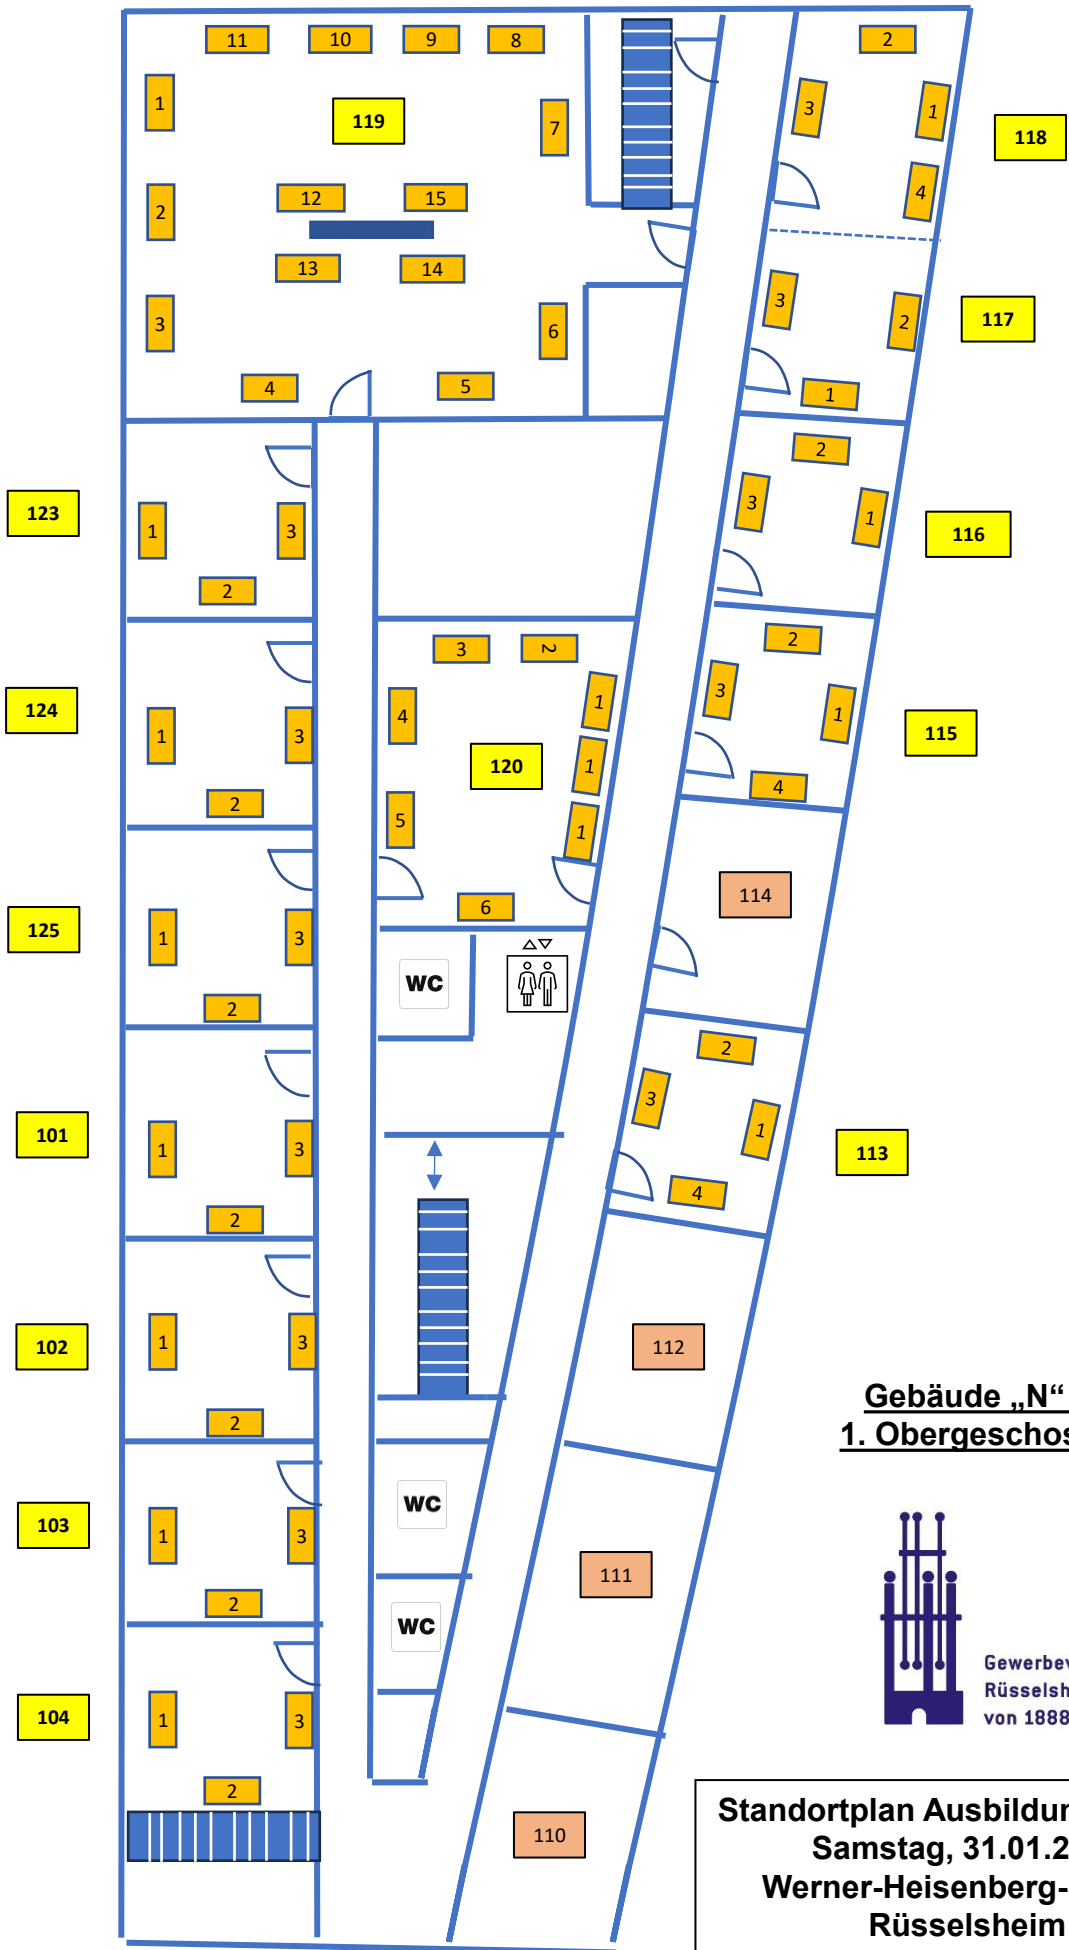 11 10 9 8 2
1 119 7 3 1 118
2 12 15 4
13 14 3 2 117
3 6
4 5 1
2
123 1 3 3 1 116
2
3 2 2
124 1 3 4 1 3 1 115
120 1
2 5 1 4
114
6
125 1 3
WC
2 2
3 1
101 1 3 113
4
2
102 1 3 112
2
Gebäude „N“
1. Obergeschos
103 1 3 WC
111
2
WC
Gewerbev
Rüsselsh
von 1888
104 1 3
2
110
Standortplan Ausbildun
Samstag, 31.01.2
Werner-Heisenberg-
Rüsselsheim